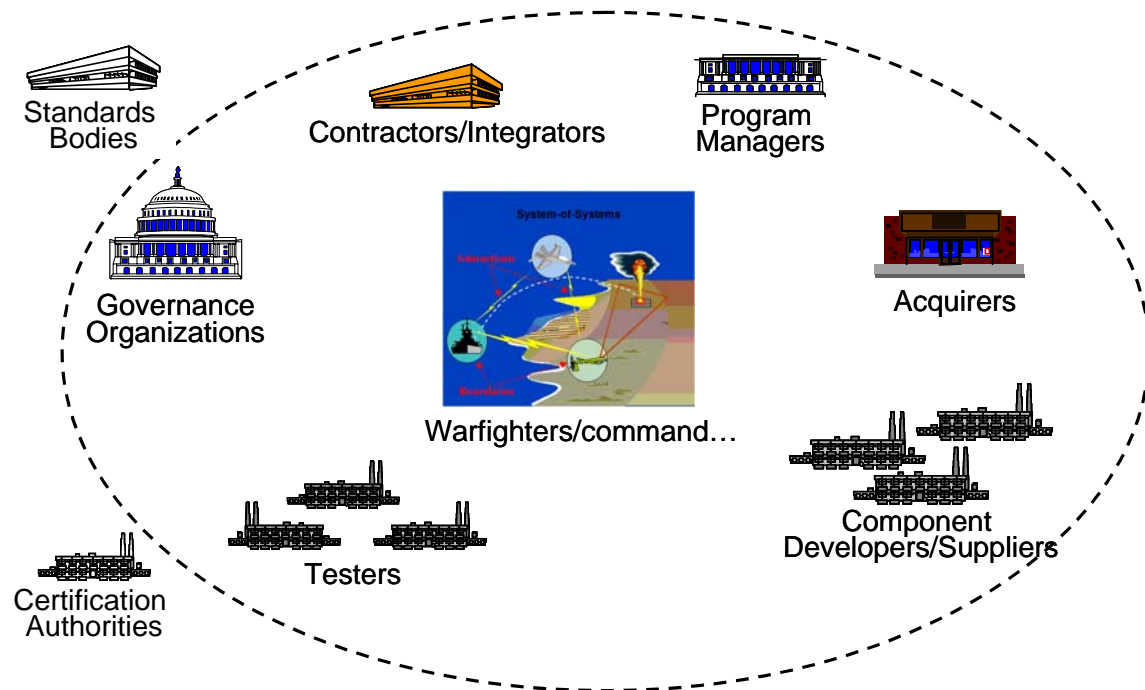 Standards
Bodies
Contractors/Integrators
Program
Managers
Governance
Organizations
System-of-Systems
Interactions
Acquirers
Warfighters/command…
Component
Developers/Suppliers
Testers
Certification
Authorities